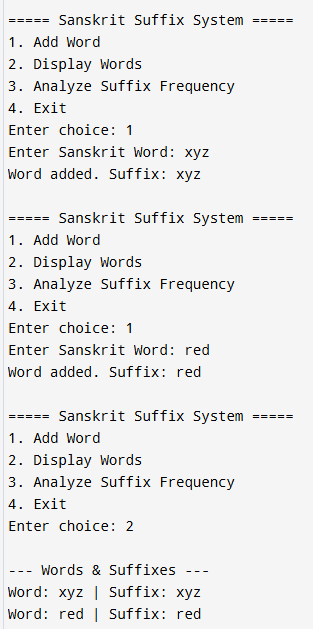 ===== Sanskrit Suffix System =====
1. Add Word
2. Display Words
3. Analyze Suffix Frequency
4. Exit
Enter choice: 1
Enter Sanskrit Word: xyz
Word added. Suffix: xyz

===== Sanskrit Suffix System =====
1. Add Word
2. Display Words
3. Analyze Suffix Frequency
4. Exit
Enter choice: 1
Enter Sanskrit Word: red
Word added. Suffix: red

===== Sanskrit Suffix System =====
1. Add Word
2. Display Words
3. Analyze Suffix Frequency
4. Exit
Enter choice: 2

--- Words & Suffixes ---
Word: xyz | Suffix: xyz
Word: red | Suffix: red